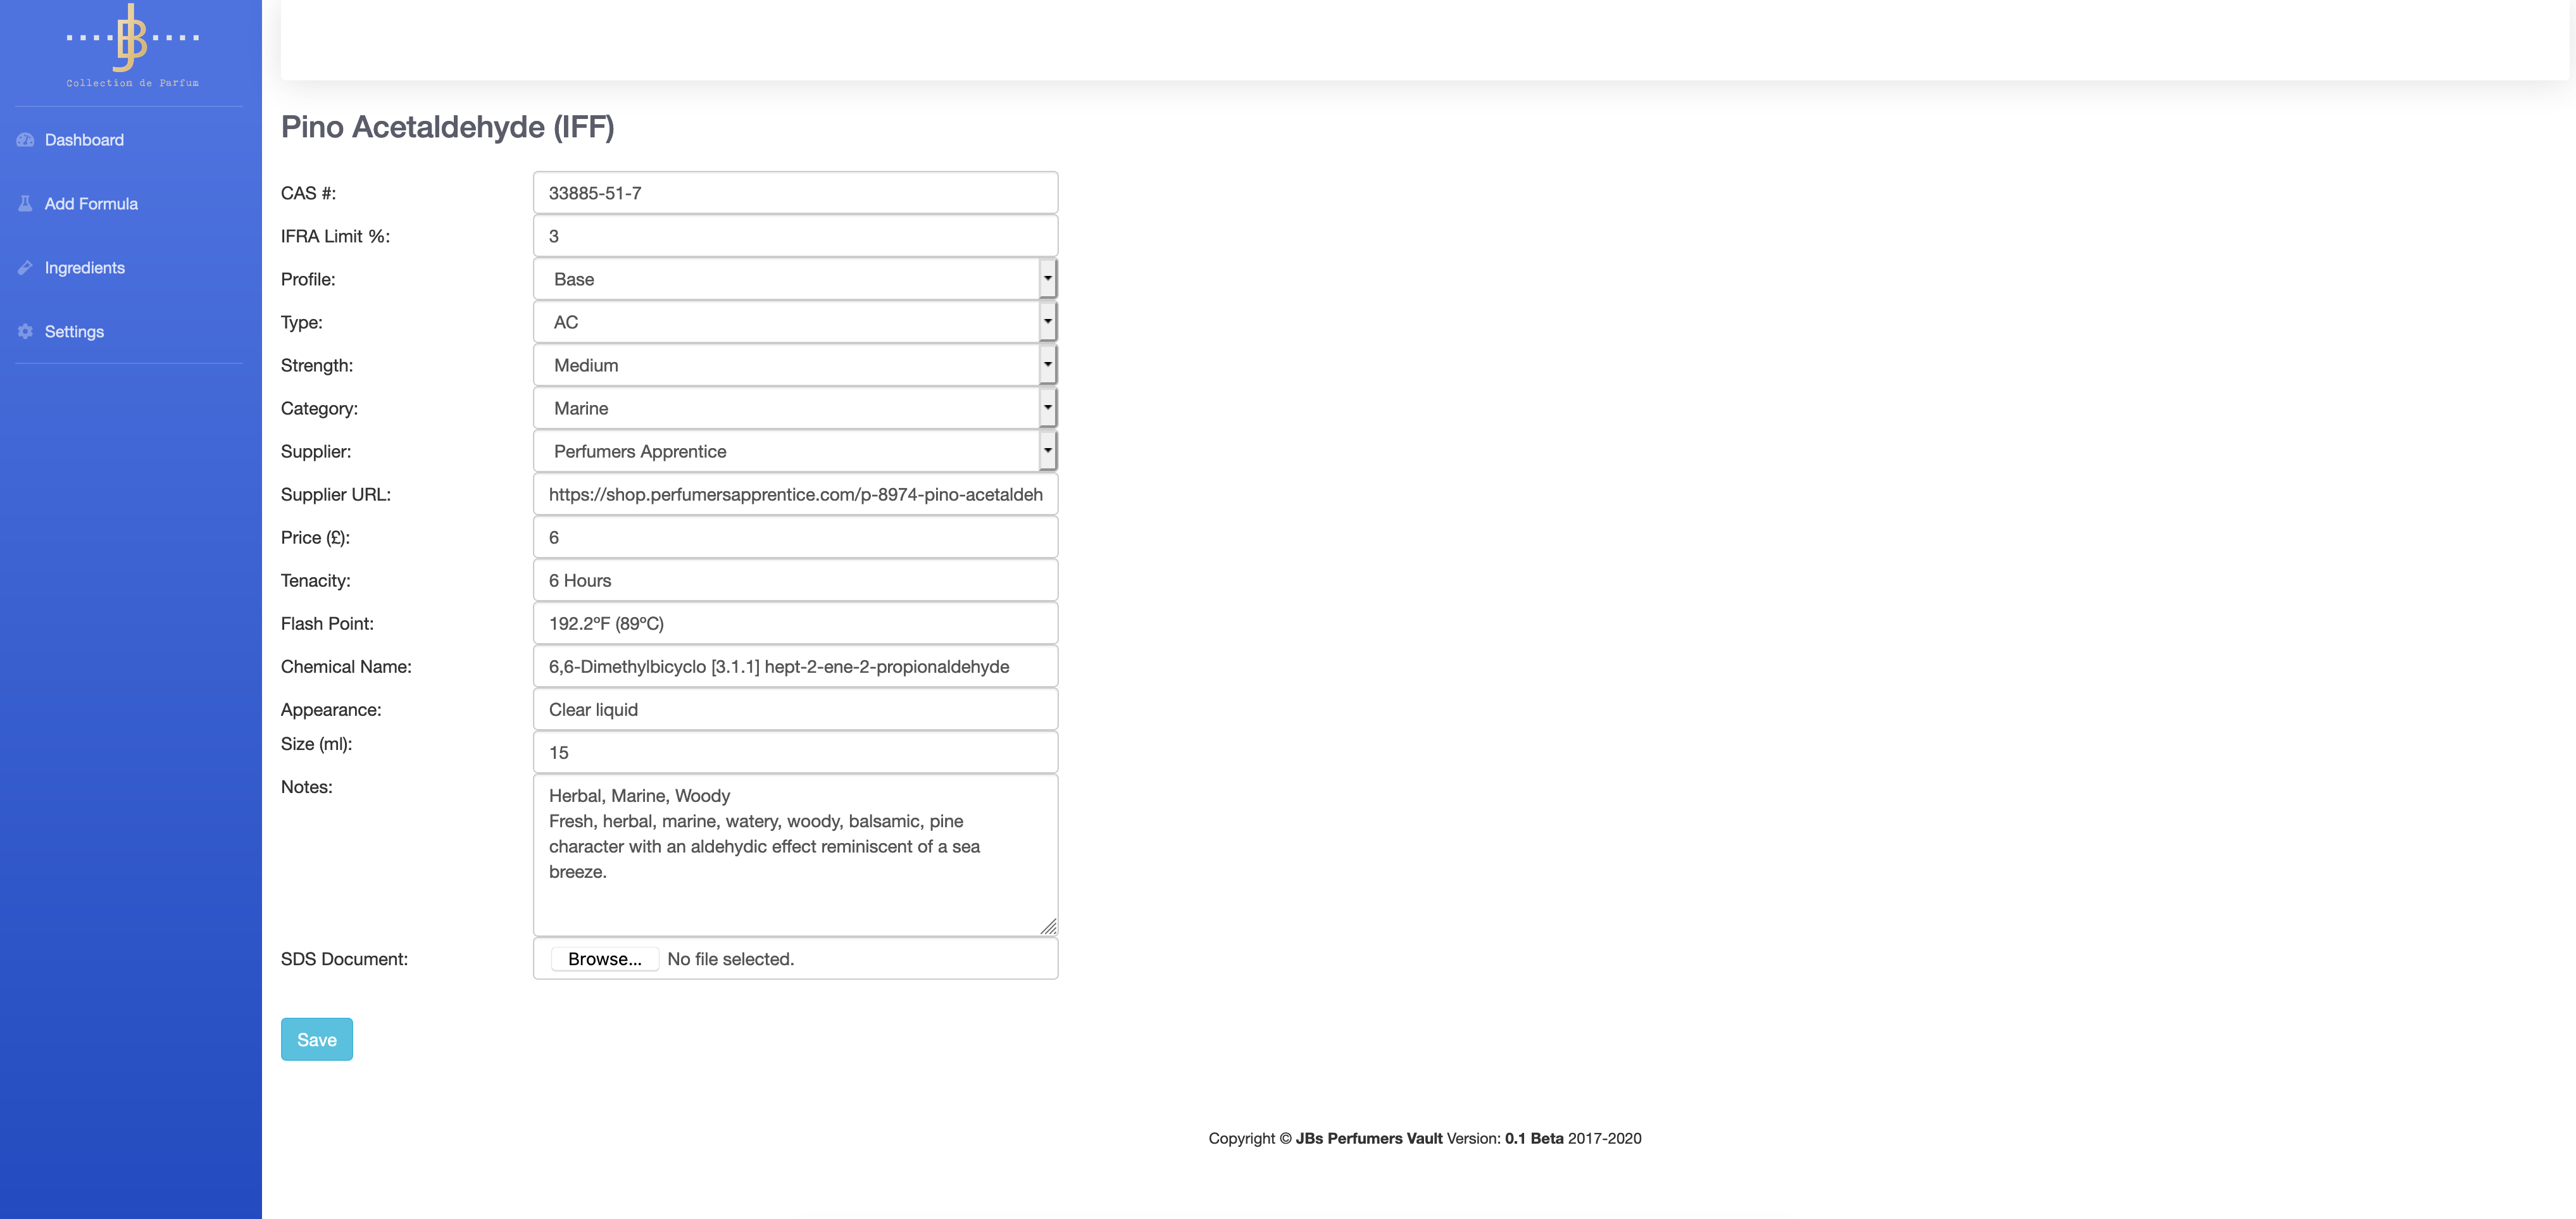 JB
Collection de Parfum
Dashboard
Add Formula
Ingredients
Settings
Pino Acetaldehyde (IFF)
CAS #: 33885-51-7
IFRA Limit %: 3
Profile: Base
Type: AC
Strength: Medium
Category: Marine
Supplier: Perfumers Apprentice
Supplier URL: https://shop.perfumersapprentice.com/p-8974-pino-acetaldeh
Price (£): 6
Tenacity: 6 Hours
Flash Point: 192.2ºF (89ºC)
Chemical Name: 6,6-Dimethylbicyclo [3.1.1] hept-2-ene-2-propionaldehyde
Appearance: Clear liquid
Size (ml): 15
Notes: Herbal, Marine, Woody
Fresh, herbal, marine, watery, woody, balsamic, pine
character with an aldehydic effect reminiscent of a sea
breeze.
SDS Document: Browse... No file selected.
Save
Copyright © JBs Perfumers Vault Version: 0.1 Beta 2017-2020